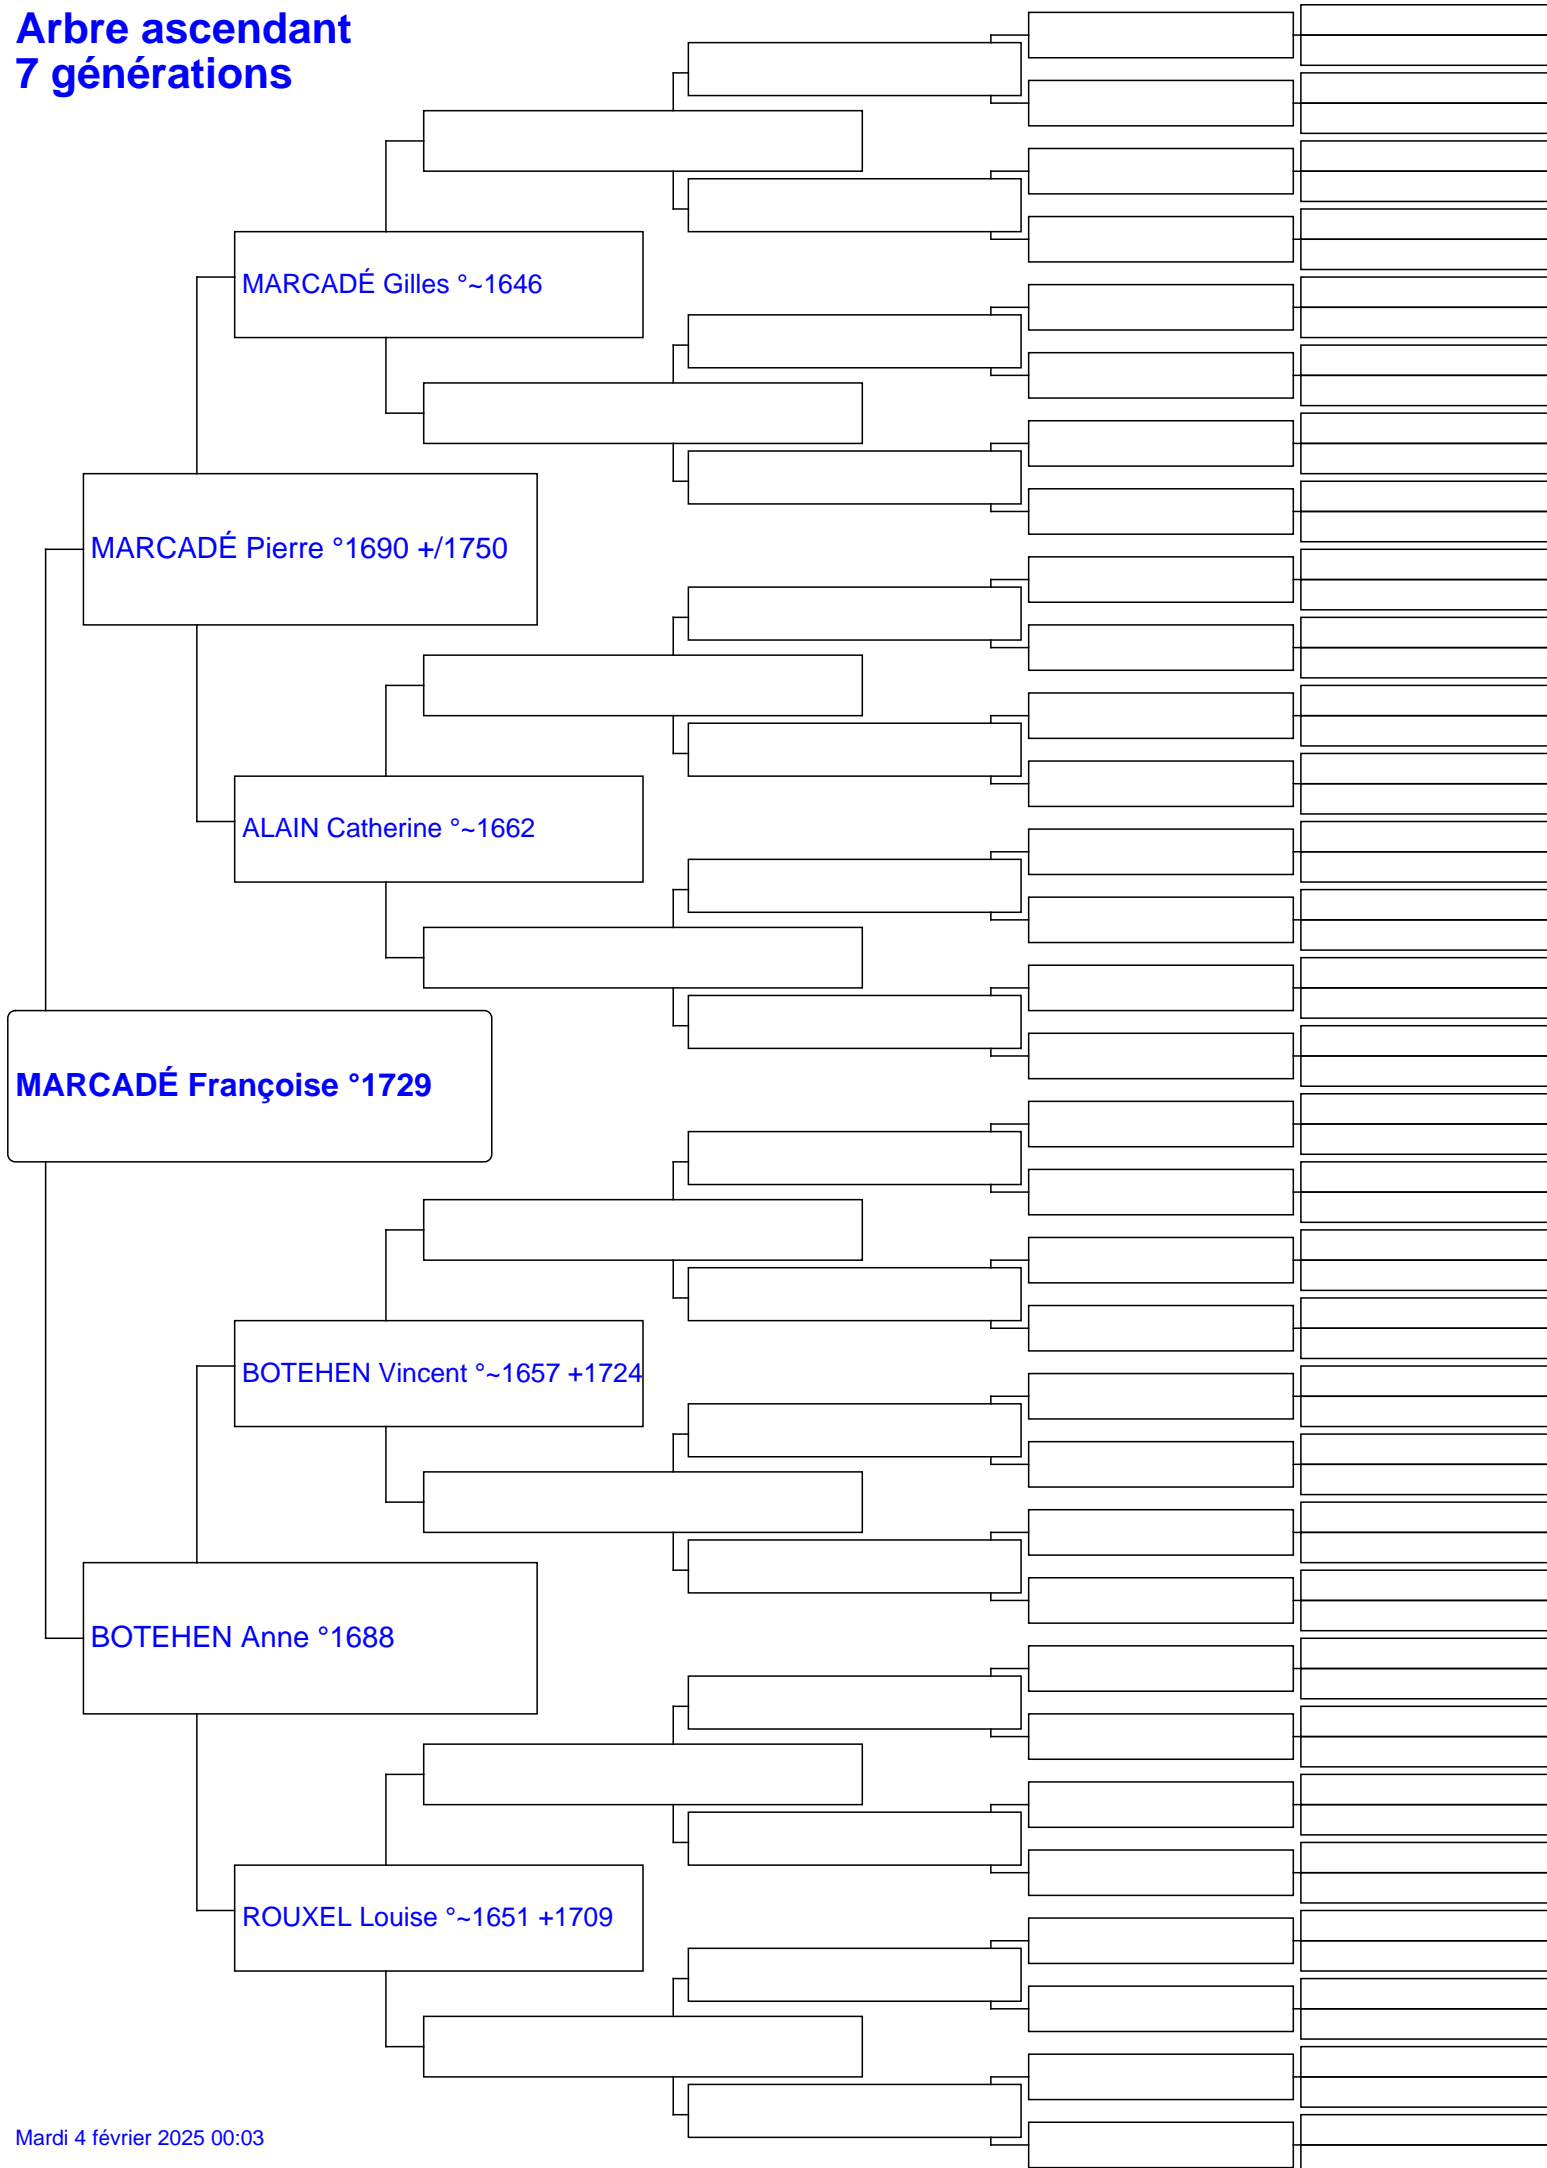 Arbre ascendant
7 générations
MARCADÉ Gilles °~1646
MARCADÉ Pierre °1690 +/1750
ALAIN Catherine °~1662
MARCADÉ Françoise °1729
BOTEHEN Vincent °~1657 +1724
BOTEHEN Anne °1688
ROUXEL Louise °~1651 +1709
Mardi 4 février 2025 00:03